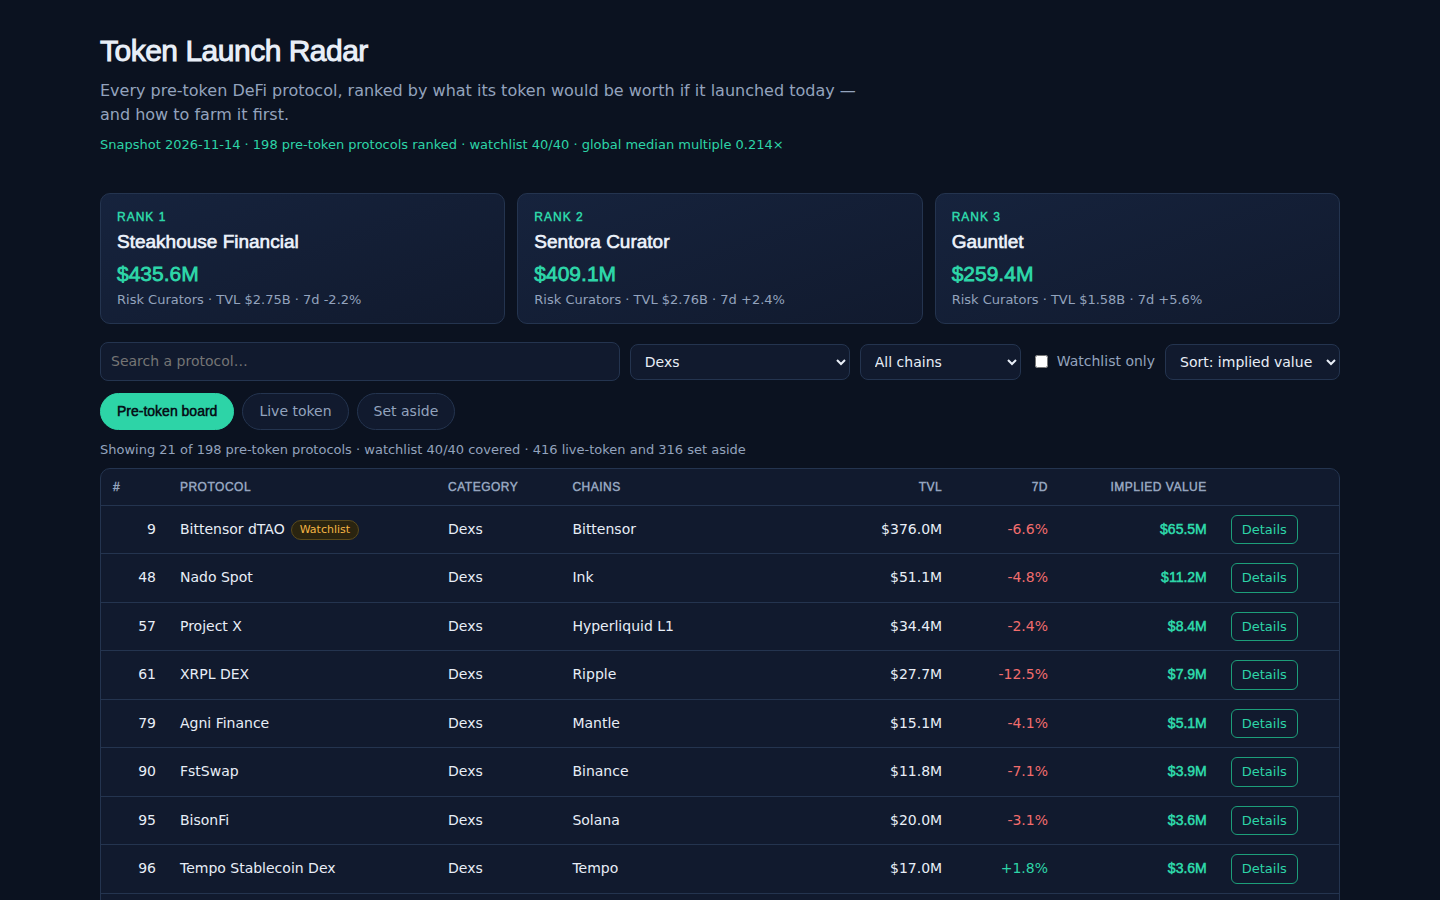 Token Launch Radar
Every pre-token DeFi protocol, ranked by what its token would be worth if it launched today —
and how to farm it first.
Snapshot 2026-11-14 · 198 pre-token protocols ranked · watchlist 40/40 · global median multiple 0.214×
RANK 1
Steakhouse Financial
$435.6M
Risk Curators · TVL $2.75B · 7d -2.2%
RANK 2
Sentora Curator
$409.1M
Risk Curators · TVL $2.76B · 7d +2.4%
RANK 3
Gauntlet
$259.4M
Risk Curators · TVL $1.58B · 7d +5.6%
Search a protocol... Dexs All chains Watchlist only Sort: implied value
Pre-token board Live token Set aside
Showing 21 of 198 pre-token protocols · watchlist 40/40 covered · 416 live-token and 316 set aside
# PROTOCOL CATEGORY CHAINS TVL 7D IMPLIED VALUE
9 Bittensor dTAO Watchlist Dexs Bittensor $376.0M -6.6% $65.5M Details
48 Nado Spot Dexs Ink $51.1M -4.8% $11.2M Details
57 Project X Dexs Hyperliquid L1 $34.4M -2.4% $8.4M Details
61 XRPL DEX Dexs Ripple $27.7M -12.5% $7.9M Details
79 Agni Finance Dexs Mantle $15.1M -4.1% $5.1M Details
90 FstSwap Dexs Binance $11.8M -7.1% $3.9M Details
95 BisonFi Dexs Solana $20.0M -3.1% $3.6M Details
96 Tempo Stablecoin Dex Dexs Tempo $17.0M +1.8% $3.6M Details